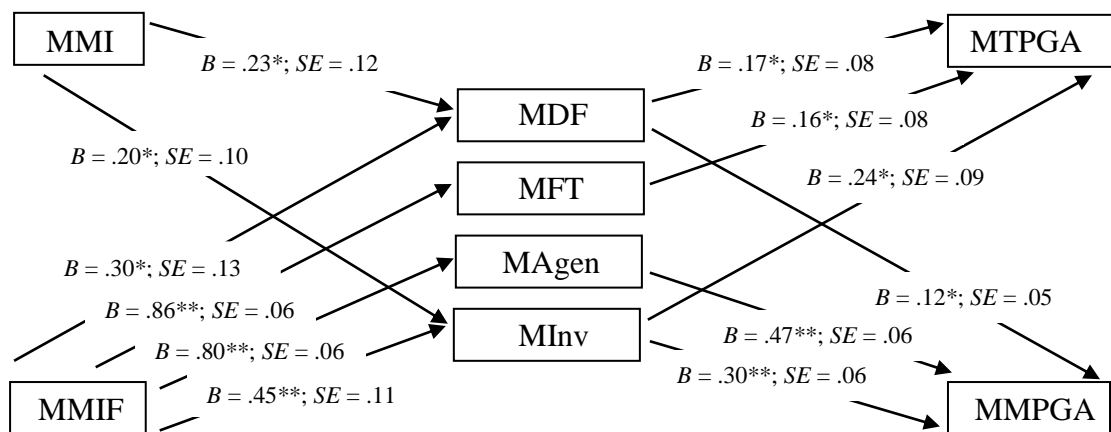 MMI
MTPGA
B = .23*; SE = .12
B = .17*; SE = .08
MDF
B = .16*; SE = .08
B = .20*; SE = .10
MFT
B = .24*; SE = .09
MAgen
B = .30*; SE = .13
B = .12*; SE = .05
B = .86**; SE = .06
MInv
B = .47**; SE = .06
B = .80**; SE = .06
B = .30**; SE = .06
B = .45**; SE = .11
MMIF
MMPGA